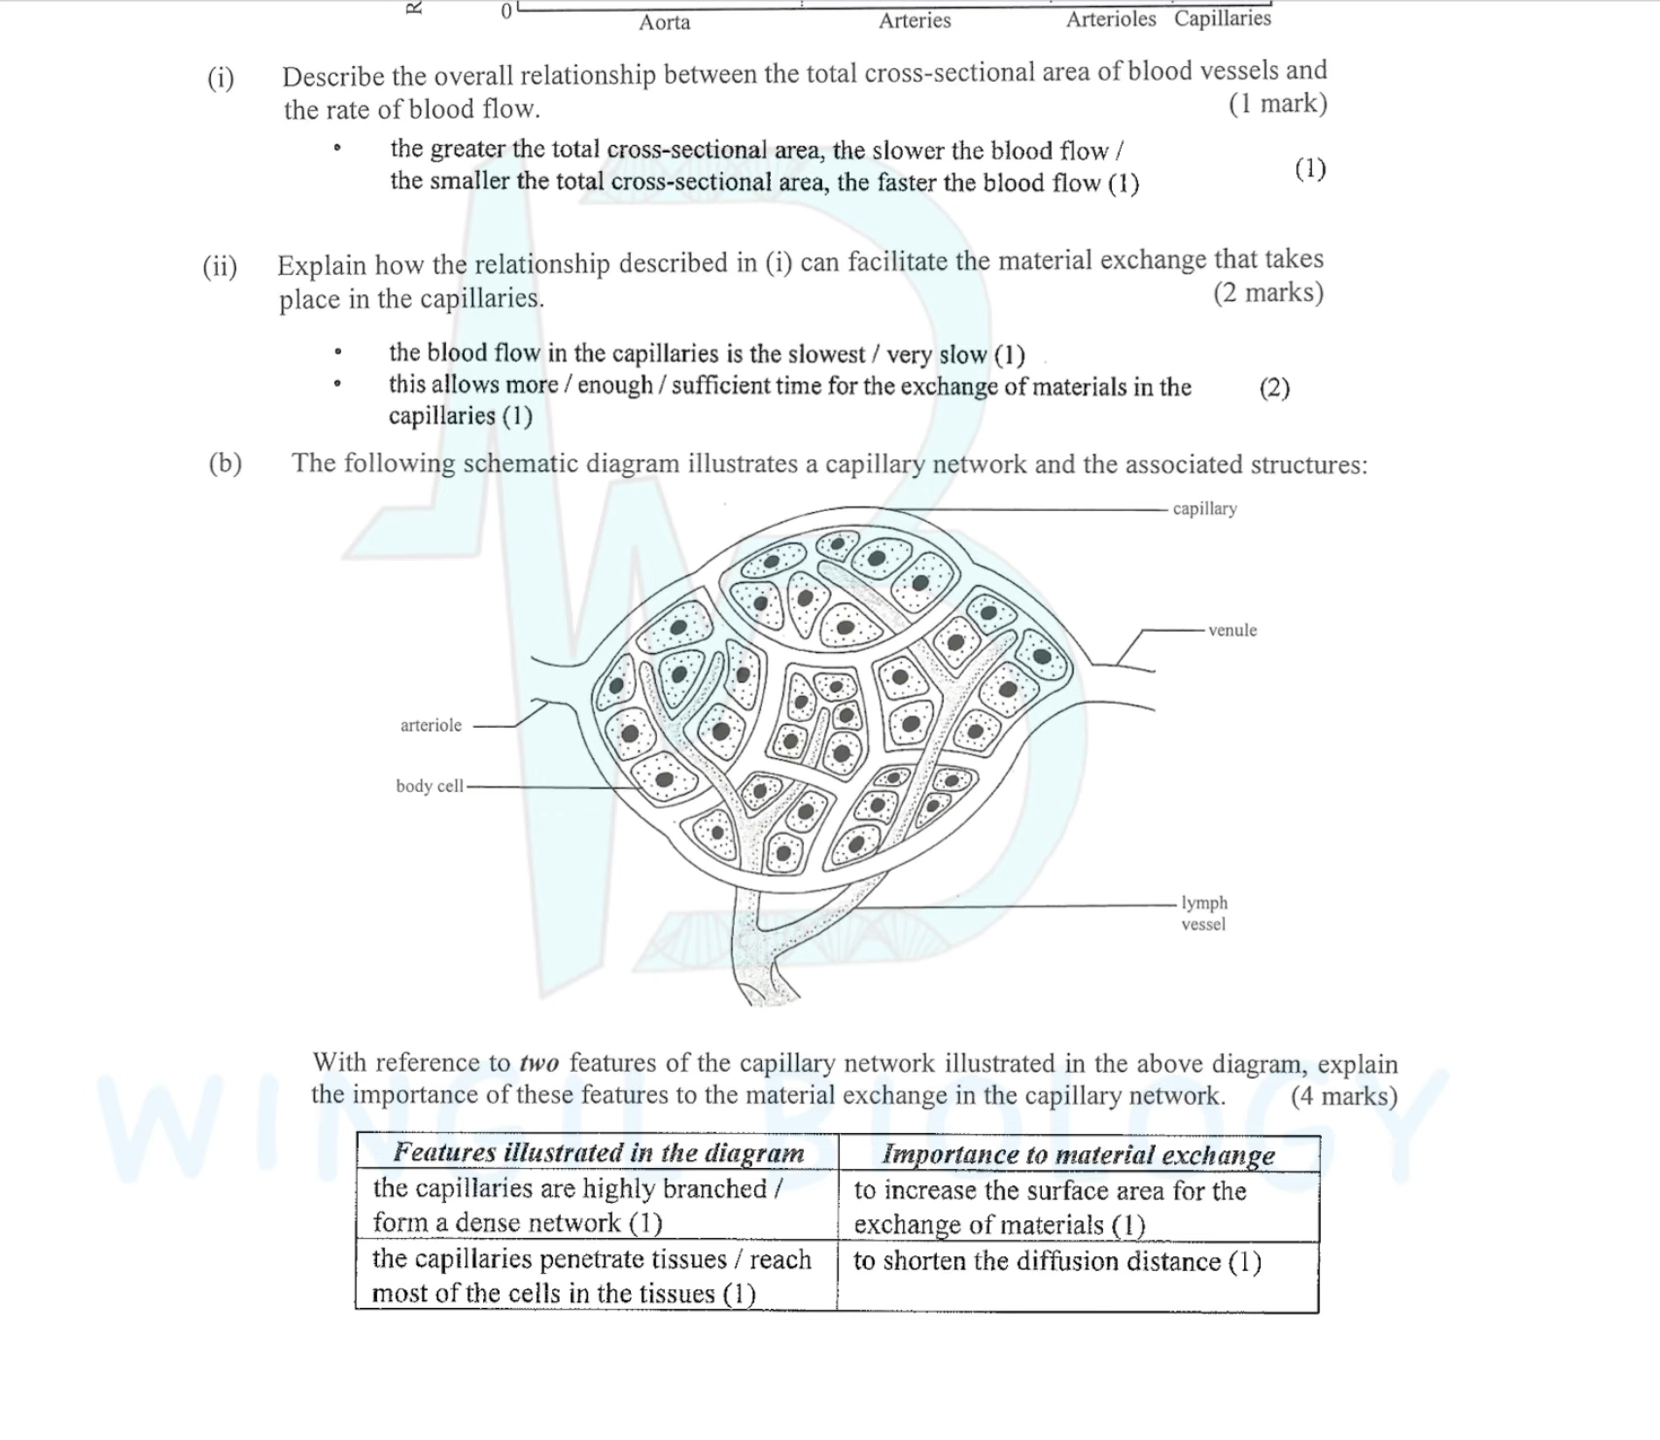 R
0
Aorta Arteries Arterioles Capillaries
(i) Describe the overall relationship between the total cross-sectional area of blood vessels and
the rate of blood flow. (1 mark)
• the greater the total cross-sectional area, the slower the blood flow /
the smaller the total cross-sectional area, the faster the blood flow (1) (1)
(ii) Explain how the relationship described in (i) can facilitate the material exchange that takes
place in the capillaries. (2 marks)
• the blood flow in the capillaries is the slowest / very slow (1)
• this allows more / enough / sufficient time for the exchange of materials in the (2)
capillaries (1)
(b) The following schematic diagram illustrates a capillary network and the associated structures:
capillary
venule
arteriole
body cell
lymph
vessel
With reference to two features of the capillary network illustrated in the above diagram, explain
the importance of these features to the material exchange in the capillary network. (4 marks)
WINGIL BIOLOGY
Features illustrated in the diagram Importance to material exchange
the capillaries are highly branched / to increase the surface area for the
form a dense network (1) exchange of materials (1)
the capillaries penetrate tissues / reach to shorten the diffusion distance (1)
most of the cells in the tissues (1)